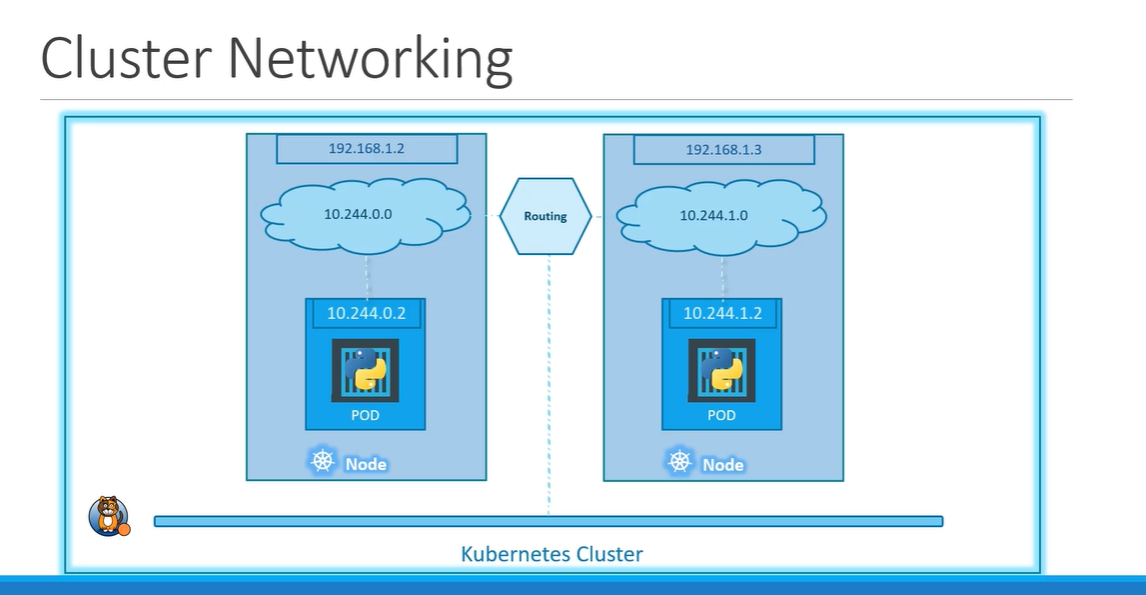 Cluster Networking
192.168.1.2
192.168.1.3
10.244.0.0
Routing
10.244.1.0
10.244.0.2
10.244.1.2
POD
POD
Node
Node
Kubernetes Cluster